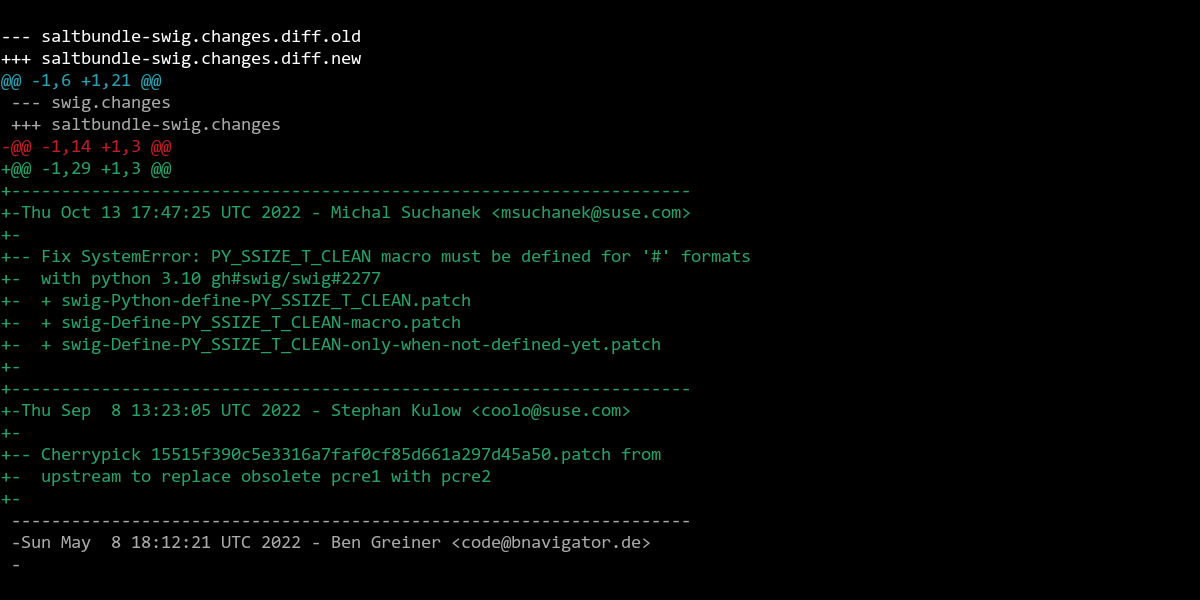 --- saltbundle-swig.changes.diff.old
+++ saltbundle-swig.changes.diff.new
@@ -1,6 +1,21 @@
 --- swig.changes
 +++ saltbundle-swig.changes
-@@ -1,14 +1,3 @@
+@@ -1,29 +1,3 @@
+--------------------------------------------------------------------
+-Thu Oct 13 17:47:25 UTC 2022 - Michal Suchanek <msuchanek@suse.com>
+-
+-- Fix SystemError: PY_SSIZE_T_CLEAN macro must be defined for '#' formats
+-  with python 3.10 gh#swig/swig#2277
+-  + swig-Python-define-PY_SSIZE_T_CLEAN.patch
+-  + swig-Define-PY_SSIZE_T_CLEAN-macro.patch
+-  + swig-Define-PY_SSIZE_T_CLEAN-only-when-not-defined-yet.patch
+-
+--------------------------------------------------------------------
+-Thu Sep  8 13:23:05 UTC 2022 - Stephan Kulow <coolo@suse.com>
+-
+-- Cherrypick 15515f390c5e3316a7faf0cf85d661a297d45a50.patch from
+-  upstream to replace obsolete pcre1 with pcre2
+-
 --------------------------------------------------------------------
 -Sun May  8 18:12:21 UTC 2022 - Ben Greiner <code@bnavigator.de>
 -